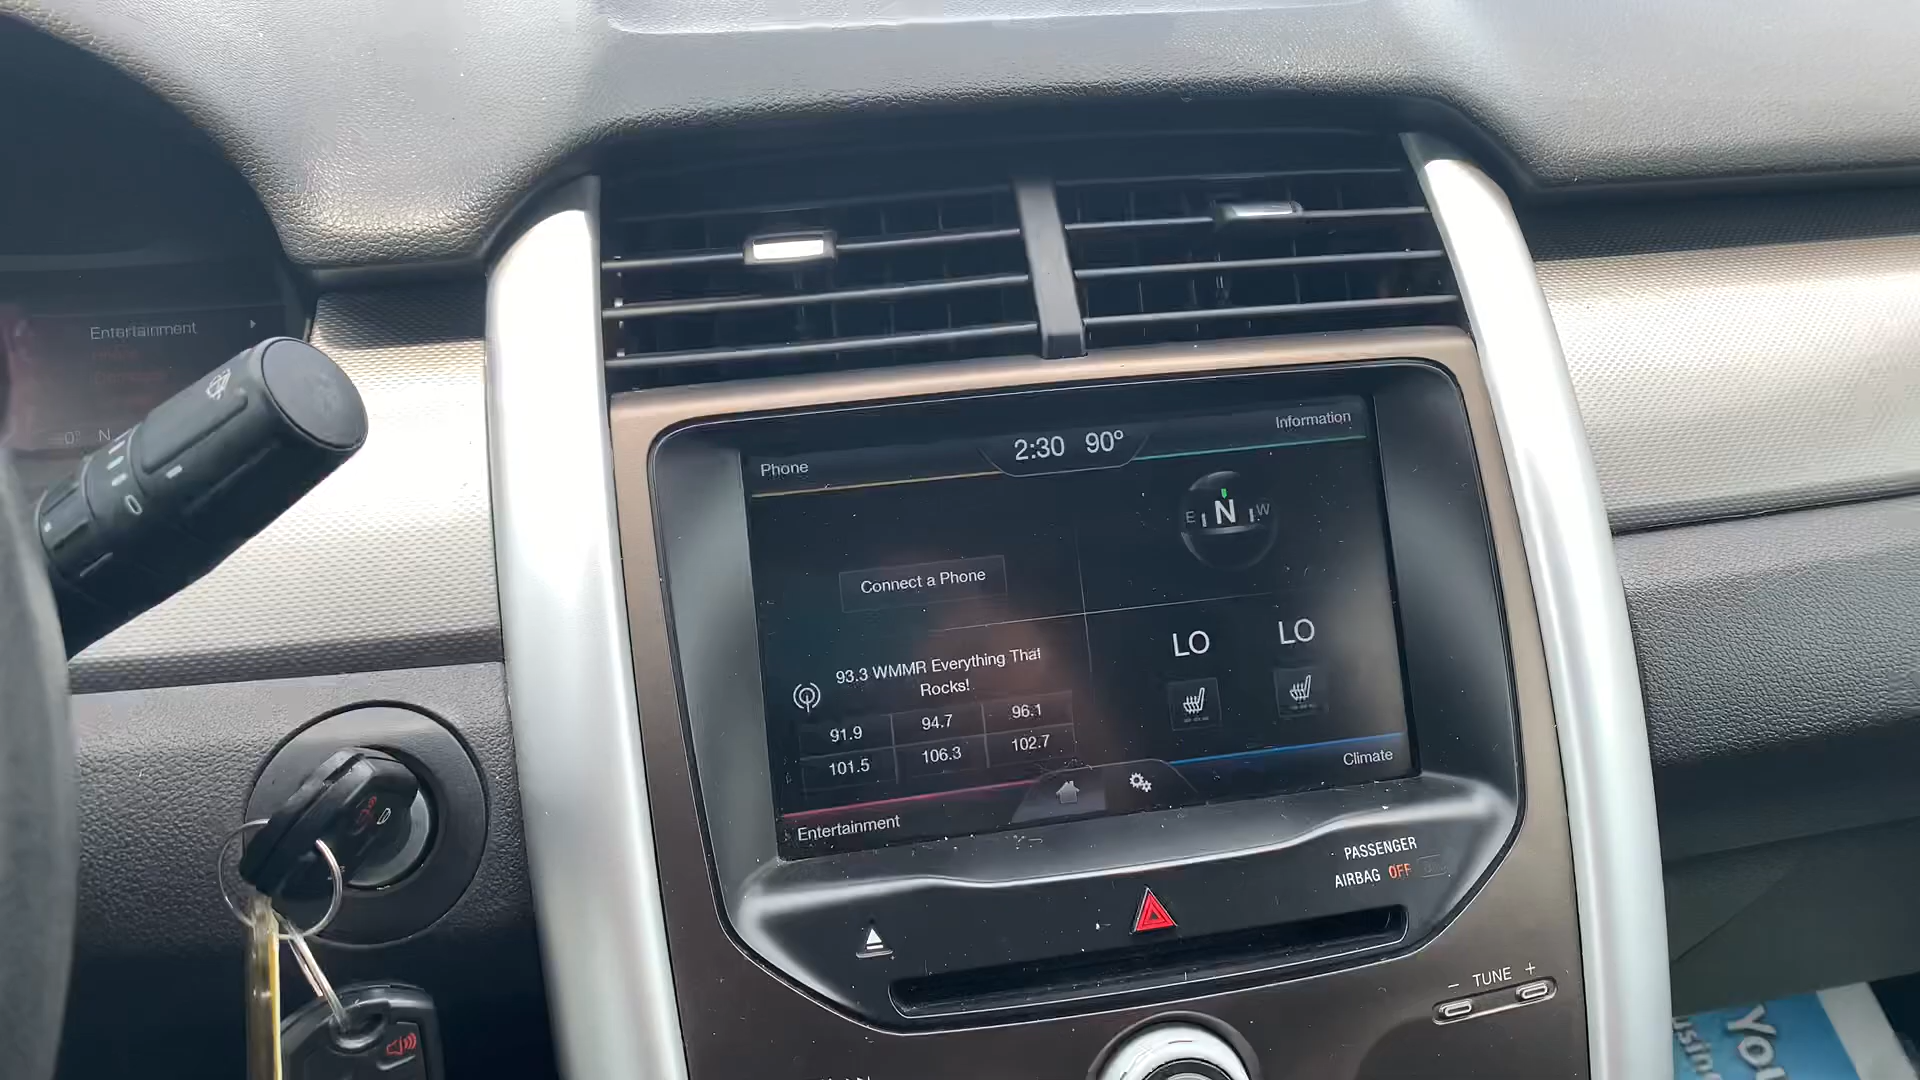 Entertainment
N
Phone
2:30 90°
Information
E N W
Connect a Phone
93.3 WMMR Everything That
Rocks!
91.9 94.7 96.1
101.5 106.3 102.7
LO LO
Climate
Entertainment
PASSENGER
AIRBAG OFF
- TUNE +
You